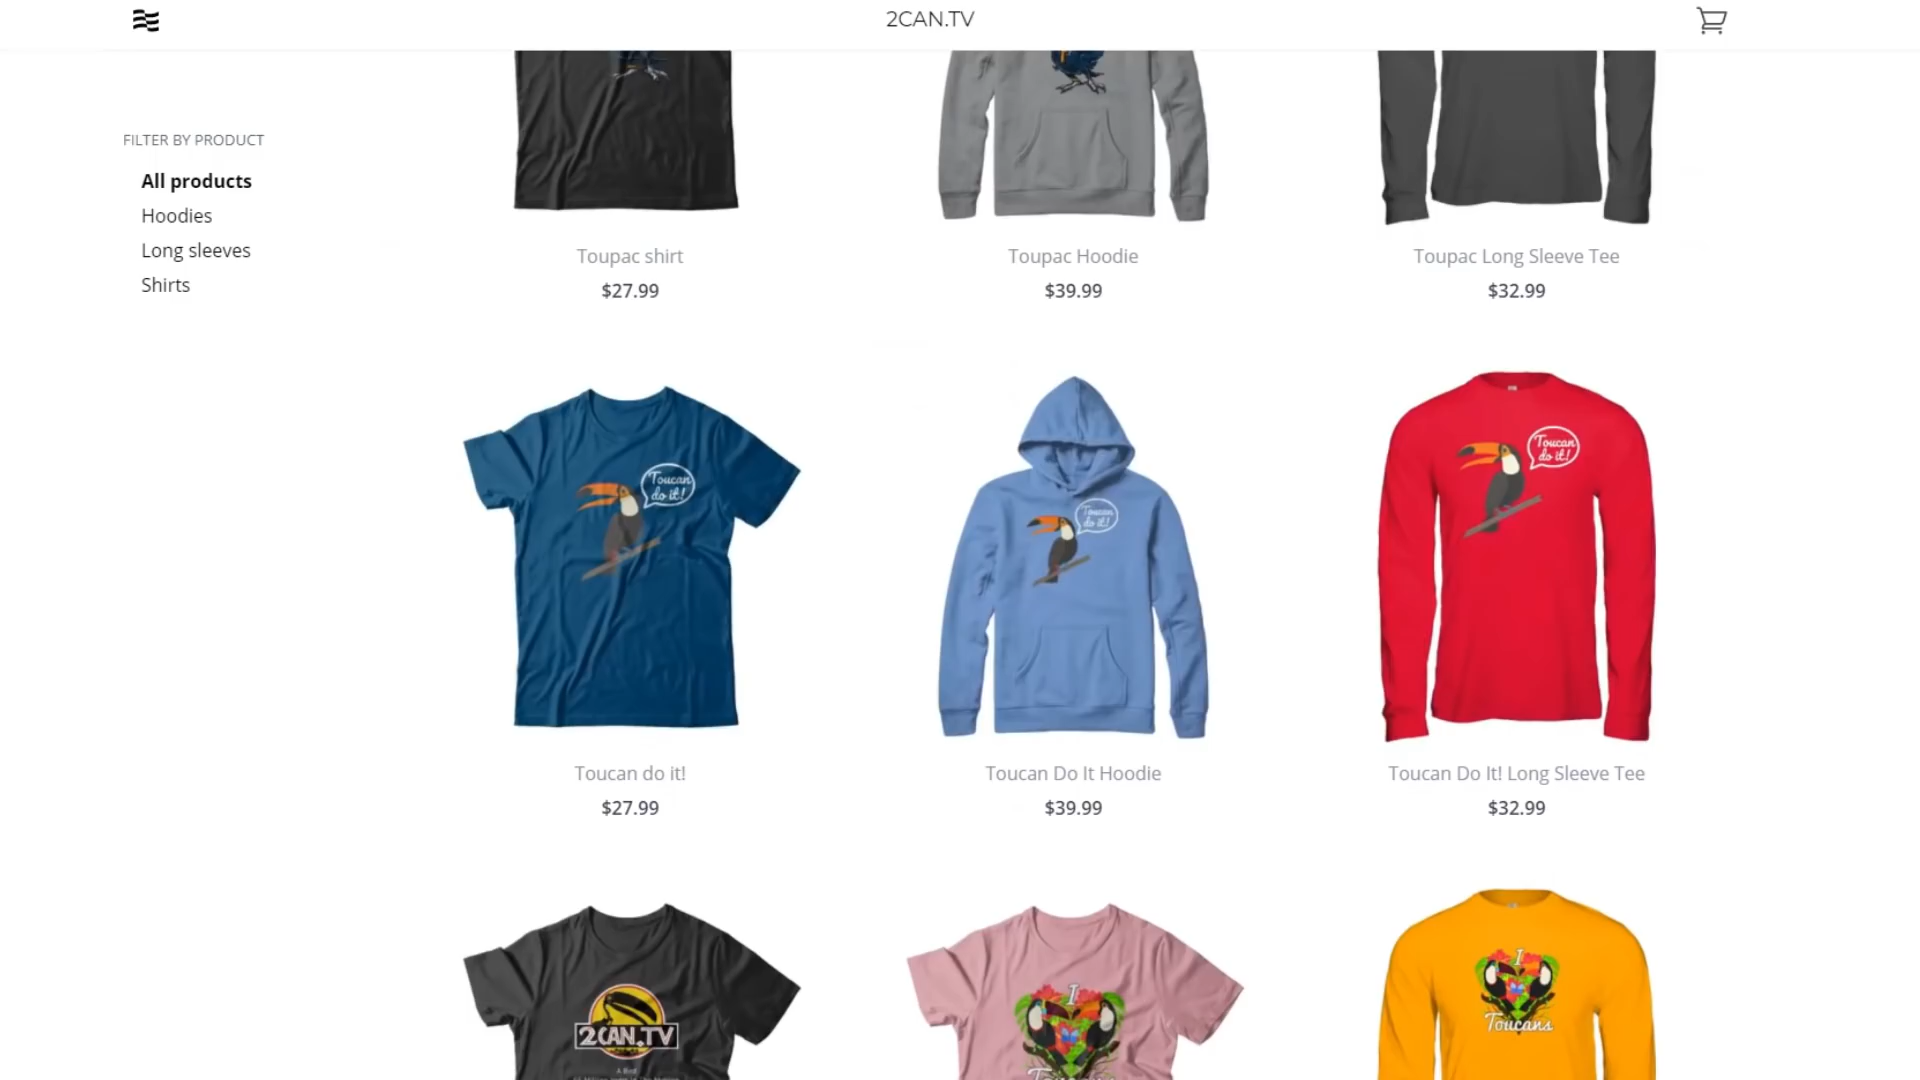 2CAN.TV
FILTER BY PRODUCT
All products
Hoodies
Long sleeves
Shirts
Toupac shirt
$27.99
Toupac Hoodie
$39.99
Toupac Long Sleeve Tee
$32.99
Toucan
do it!
Toucan
do it!
Toucan
do it!
Toucan do it!
$27.99
Toucan Do It Hoodie
$39.99
Toucan Do It! Long Sleeve Tee
$32.99
2CAN.TV
A Bird
I
Toucans
I
Toucans